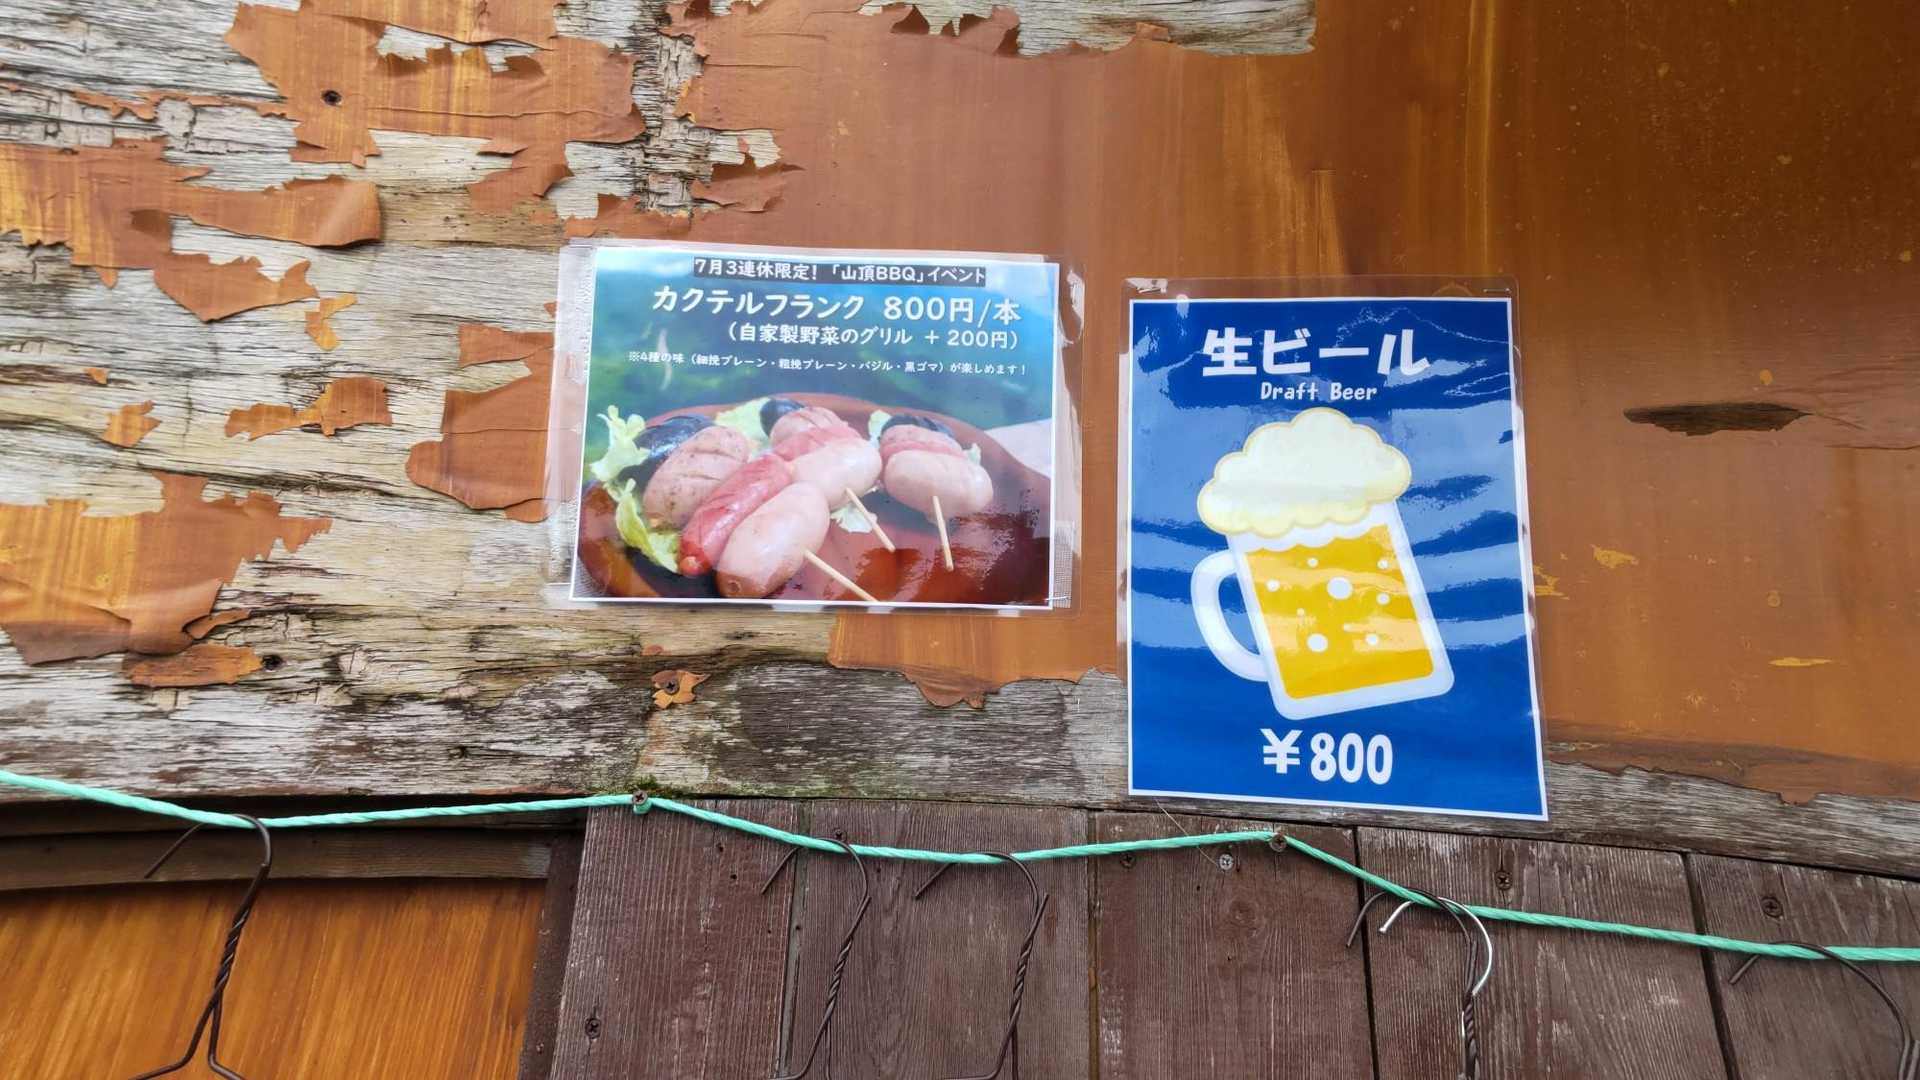 7月3連休限定！「山頂BBQ」イベント
カクテルフランク 800円/本
（自家製野菜のグリル ＋200円）
※4種の味（細挽プレーン・粗挽プレーン・バジル・黒ゴマ）が楽しめます！
生ビール
Draft Beer
￥800